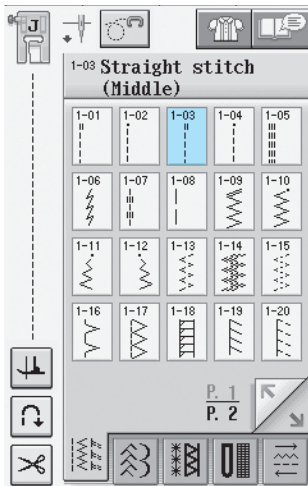 J
1-03 Straight stitch
(Middle)
1-01 1-02 1-03 1-04 1-05
1-06 1-07 1-08 1-09 1-10
1-11 1-12 1-13 1-14 1-15
1-16 1-17 1-18 1-19 1-20
P. 1
P. 2